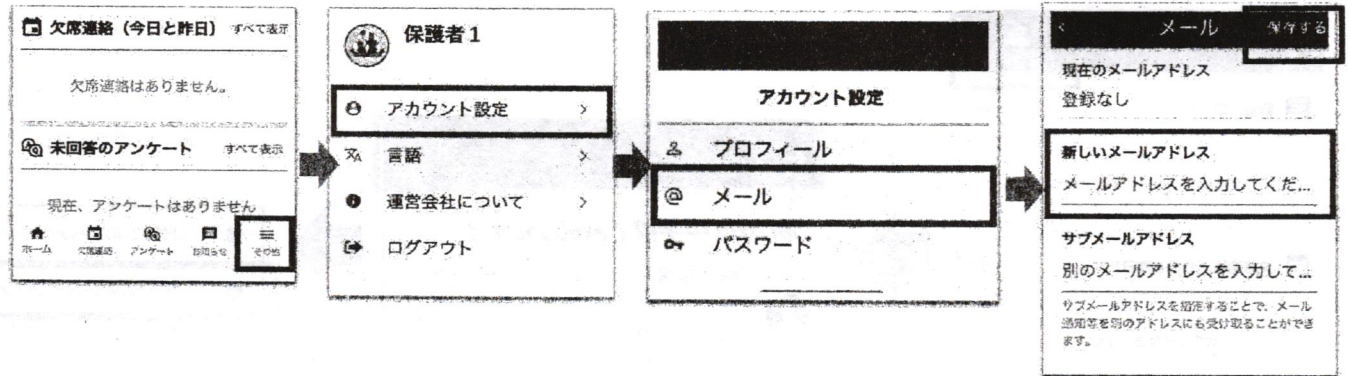 欠席連絡（今日と昨日） すべて表示
欠席連絡はありません。
未回答のアンケート すべて表示
現在、アンケートはありません
ホーム 欠席連絡 アンケート お知らせ その他
保護者1
アカウント設定
言語
運営会社について
ログアウト
アカウント設定
プロフィール
メール
パスワード
メール 保存する
現在のメールアドレス
登録なし
新しいメールアドレス
メールアドレスを入力してくだ...
サブメールアドレス
別のメールアドレスを入力して...
サブメールアドレスを指定することで、メール
通知等を別のアドレスにも受け取ることができ
ます。